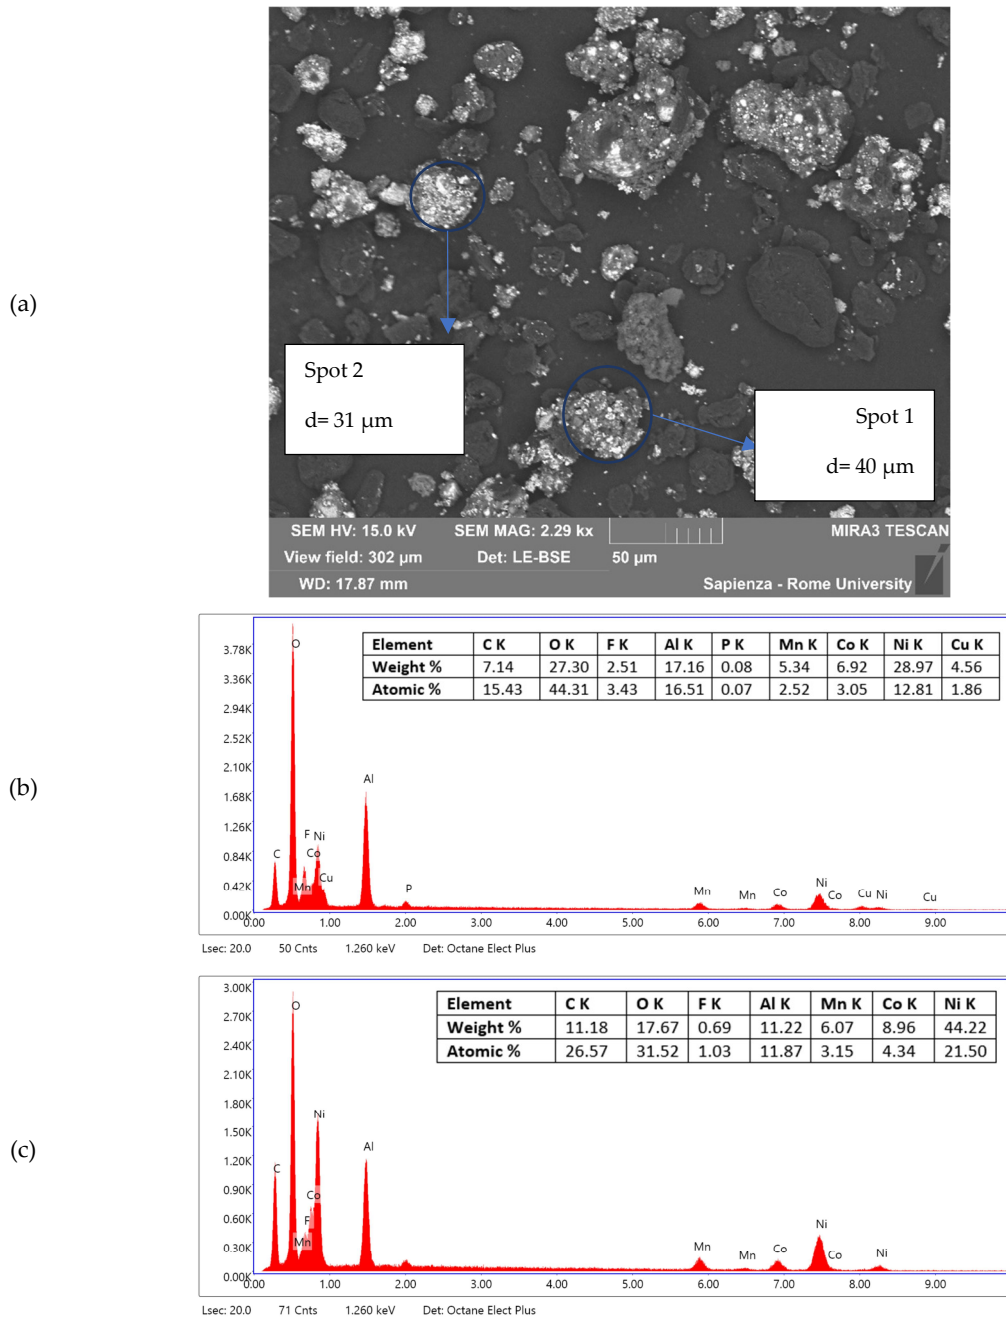 (a)
Spot 2
d= 31 µm
Spot 1
d= 40 µm
SEM HV: 15.0 kV SEM MAG: 2.29 kx MIRA3 TESCAN
View field: 302 µm Det: LE-BSE 50 µm
WD: 17.87 mm Sapienza - Rome University
(b)
Element C K O K F K Al K P K Mn K Co K Ni K Cu K
Weight % 7.14 27.30 2.51 17.16 0.08 5.34 6.92 28.97 4.56
Atomic % 15.43 44.31 3.43 16.51 0.07 2.52 3.05 12.81 1.86
3.78K
3.36K
2.94K
2.52K
2.10K
1.68K
1.26K
0.84K
0.42K
0.00K
O
Al
F Ni
C Co
Cu
Mn P
Mn Mn Co Ni Co Cu Ni Cu
0.00 1.00 2.00 3.00 4.00 5.00 6.00 7.00 8.00 9.00
Lsec: 20.0 50 Cnts 1.260 keV Det: Octane Elect Plus
(c)
Element C K O K F K Al K Mn K Co K Ni K
Weight % 11.18 17.67 0.69 11.22 6.07 8.96 44.22
Atomic % 26.57 31.52 1.03 11.87 3.15 4.34 21.50
3.00K
2.70K
2.40K
2.10K
1.80K
1.50K
1.20K
0.90K
0.60K
0.30K
0.00K
O
Ni
Al
C
Co
F
Mn
Mn Mn Co Ni Co Ni
0.00 1.00 2.00 3.00 4.00 5.00 6.00 7.00 8.00 9.00
Lsec: 20.0 71 Cnts 1.260 keV Det: Octane Elect Plus